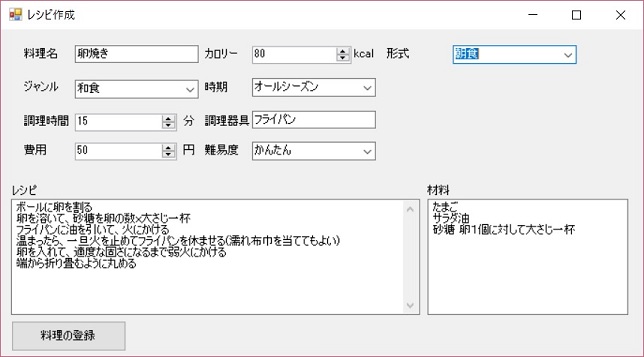 レシピ作成
料理名 卵焼き カロリー 80 kcal 形式 朝食
ジャンル 和食 時期 オールシーズン
調理時間 15 分 調理器具 フライパン
費用 50 円 難易度 かんたん
レシピ
ボールに卵を割る
卵を溶いて、砂糖を卵の数×大さじ一杯
フライパンに油を引いて、火にかける
温まったら、一旦火を止めてフライパンを休ませる(濡れ布巾を当ててもよい)
卵を入れて、適度な固さになるまで弱火にかける
端から折り畳むように丸める
材料
たまご
サラダ油
砂糖 卵1個に対して大さじ一杯
料理の登録